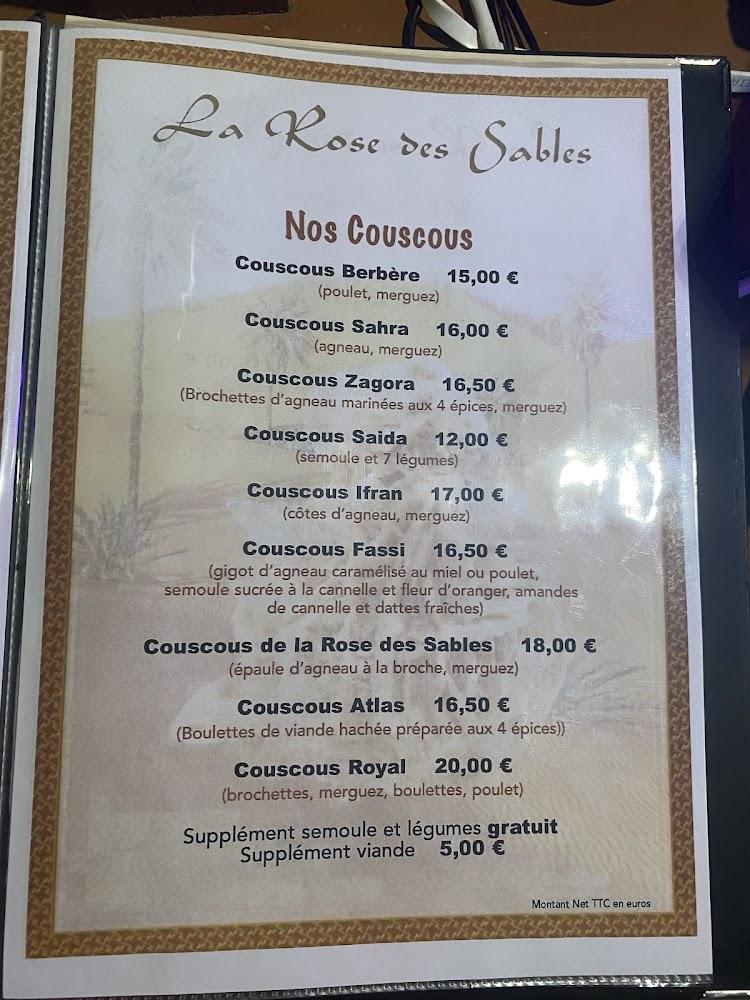 La Rose des Sables
Nos Couscous
Couscous Berbère 15,00 €
(poulet, merguez)
Couscous Sahra 16,00 €
(agneau, merguez)
Couscous Zagora 16,50 €
(Brochettes d'agneau marinées aux 4 épices, merguez)
Couscous Saida 12,00 €
(semoule et 7 légumes)
Couscous Ifran 17,00 €
(côtes d'agneau, merguez)
Couscous Fassi 16,50 €
(gigot d'agneau caramélisé au miel ou poulet,
semoule sucrée à la cannelle et fleur d'oranger, amandes
de cannelle et dattes fraîches)
Couscous de la Rose des Sables 18,00 €
(épaule d'agneau à la broche, merguez)
Couscous Atlas 16,50 €
(Boulettes de viande hachée préparée aux 4 épices))
Couscous Royal 20,00 €
(brochettes, merguez, boulettes, poulet)
Supplément semoule et légumes gratuit
Supplément viande 5,00 €
Montant Net TTC en euros